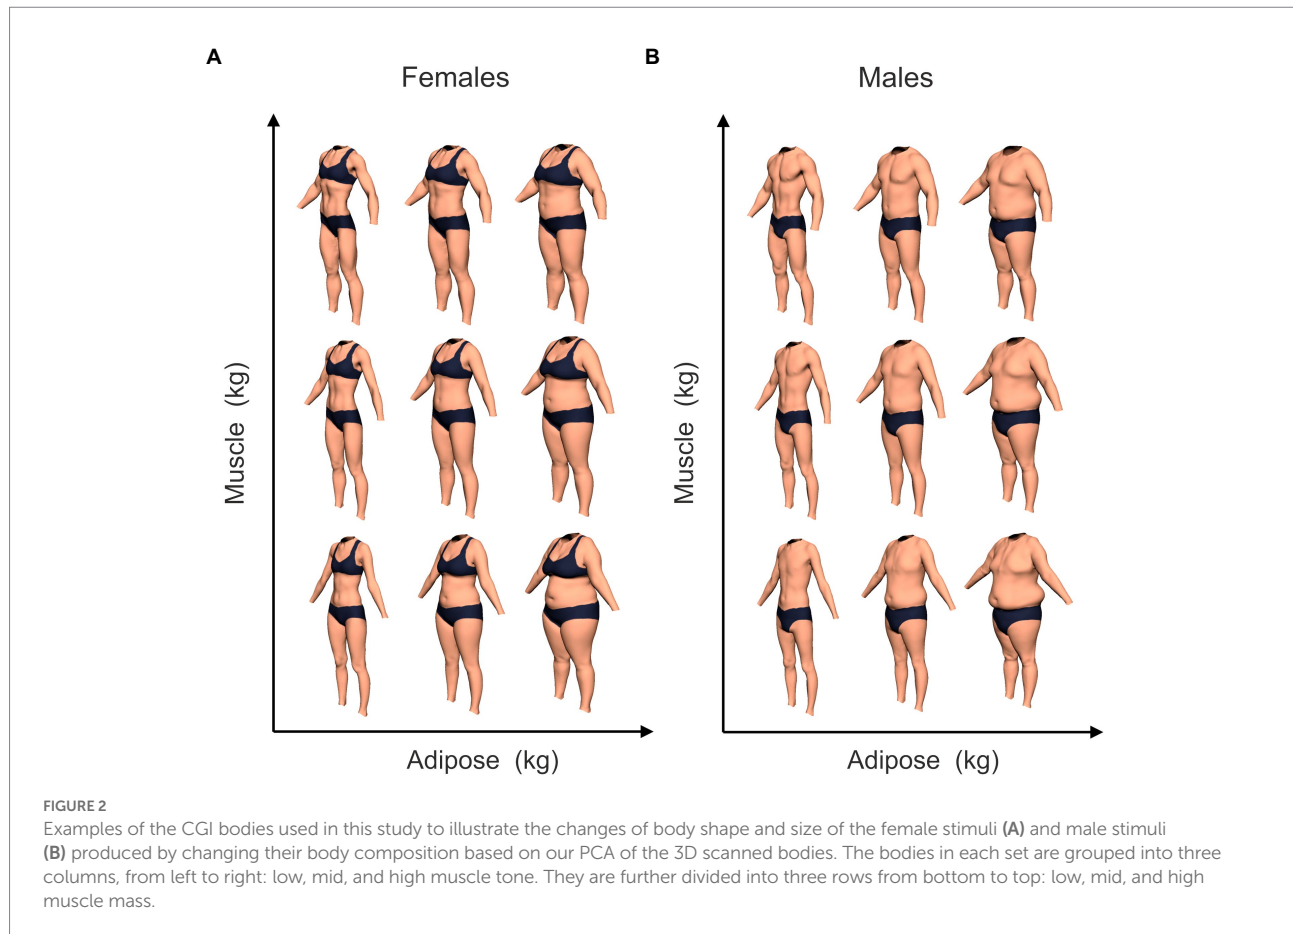 A
Females
Muscle (kg)
Adipose (kg)
B
Males
Muscle (kg)
Adipose (kg)
FIGURE 2
Examples of the CGI bodies used in this study to illustrate the changes of body shape and size of the female stimuli (A) and male stimuli
(B) produced by changing their body composition based on our PCA of the 3D scanned bodies. The bodies in each set are grouped into three
columns, from left to right: low, mid, and high muscle tone. They are further divided into three rows from bottom to top: low, mid, and high
muscle mass.